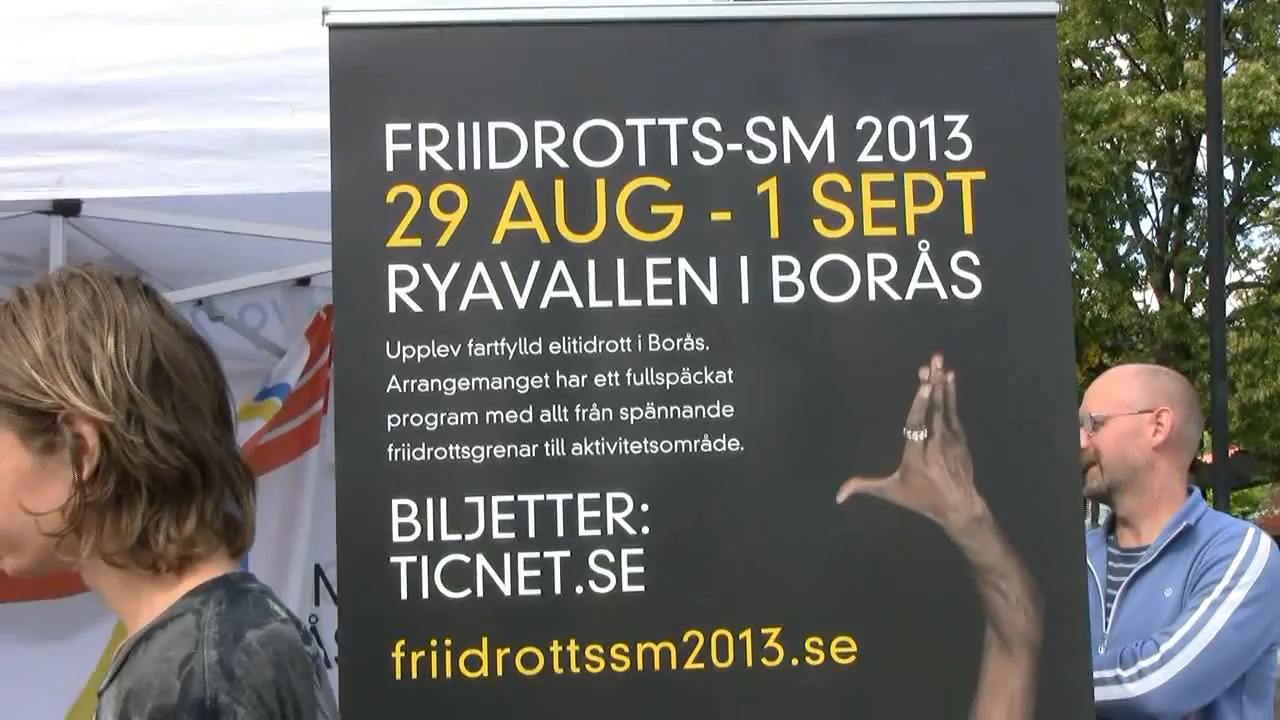 FRIIDROTTS-SM 2013
29 AUG - 1 SEPT
RYAVALLEN I BORÅS
Upplev fartfylld elitidrott i Borås.
Arrangemanget har ett fullspäckat
program med allt från spännande
friidrottsgrenar till aktivitetsområde.
BILJETTER:
TICNET.SE
friidrottssm2013.se